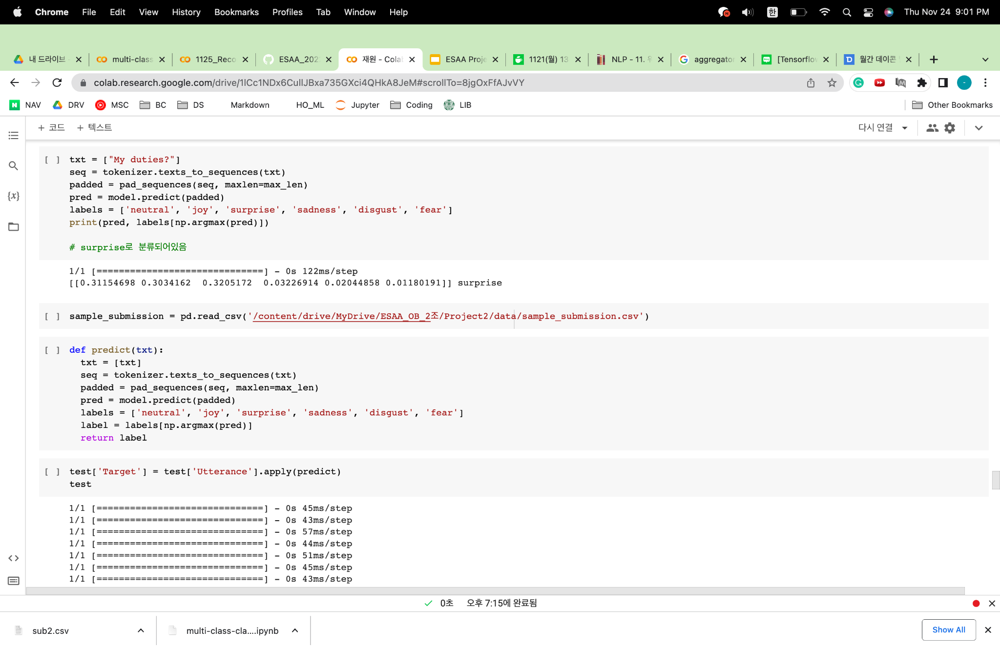 Chrome File Edit View History Bookmarks Profiles Tab Window Help 한 Thu Nov 24 9:01 PM
내 드라이브 - multi-class 1125_Reco ESAA_202 재원 - Colab ESAA Proje 1121(월) 13 NLP - 11. aggregator [Tensorflow 월간 데이콘
colab.research.google.com/drive/1lCc1NDx6CullJBxa735GXci4QHkA8JeM#scrollTo=8jgOxFfAJvVY
NAV DRV MSC BC DS Markdown HO_ML Jupyter Coding LIB Other Bookmarks
+ 코드 + 텍스트 다시 연결
[ ] txt = ["My duties?"]
seq = tokenizer.texts_to_sequences(txt)
padded = pad_sequences(seq, maxlen=max_len)
pred = model.predict(padded)
labels = ['neutral', 'joy', 'surprise', 'sadness', 'disgust', 'fear']
print(pred, labels[np.argmax(pred)])
# surprise로 분류되어있음
1/1 [==============================] - 0s 122ms/step
[[0.31154698 0.3034162  0.3205172  0.03226914 0.02044858 0.01180191]] surprise
[ ] sample_submission = pd.read_csv('/content/drive/MyDrive/ESAA_OB_2조/Project2/data/sample_submission.csv')
[ ] def predict(txt):
txt = [txt]
seq = tokenizer.texts_to_sequences(txt)
padded = pad_sequences(seq, maxlen=max_len)
pred = model.predict(padded)
labels = ['neutral', 'joy', 'surprise', 'sadness', 'disgust', 'fear']
label = labels[np.argmax(pred)]
return label
[ ] test['Target'] = test['Utterance'].apply(predict)
test
1/1 [==============================] - 0s 45ms/step
1/1 [==============================] - 0s 43ms/step
1/1 [==============================] - 0s 57ms/step
1/1 [==============================] - 0s 44ms/step
1/1 [==============================] - 0s 51ms/step
1/1 [==============================] - 0s 45ms/step
1/1 [==============================] - 0s 43ms/step
0초 오후 7:15에 완료됨
sub2.csv multi-class-cla....ipynb Show All